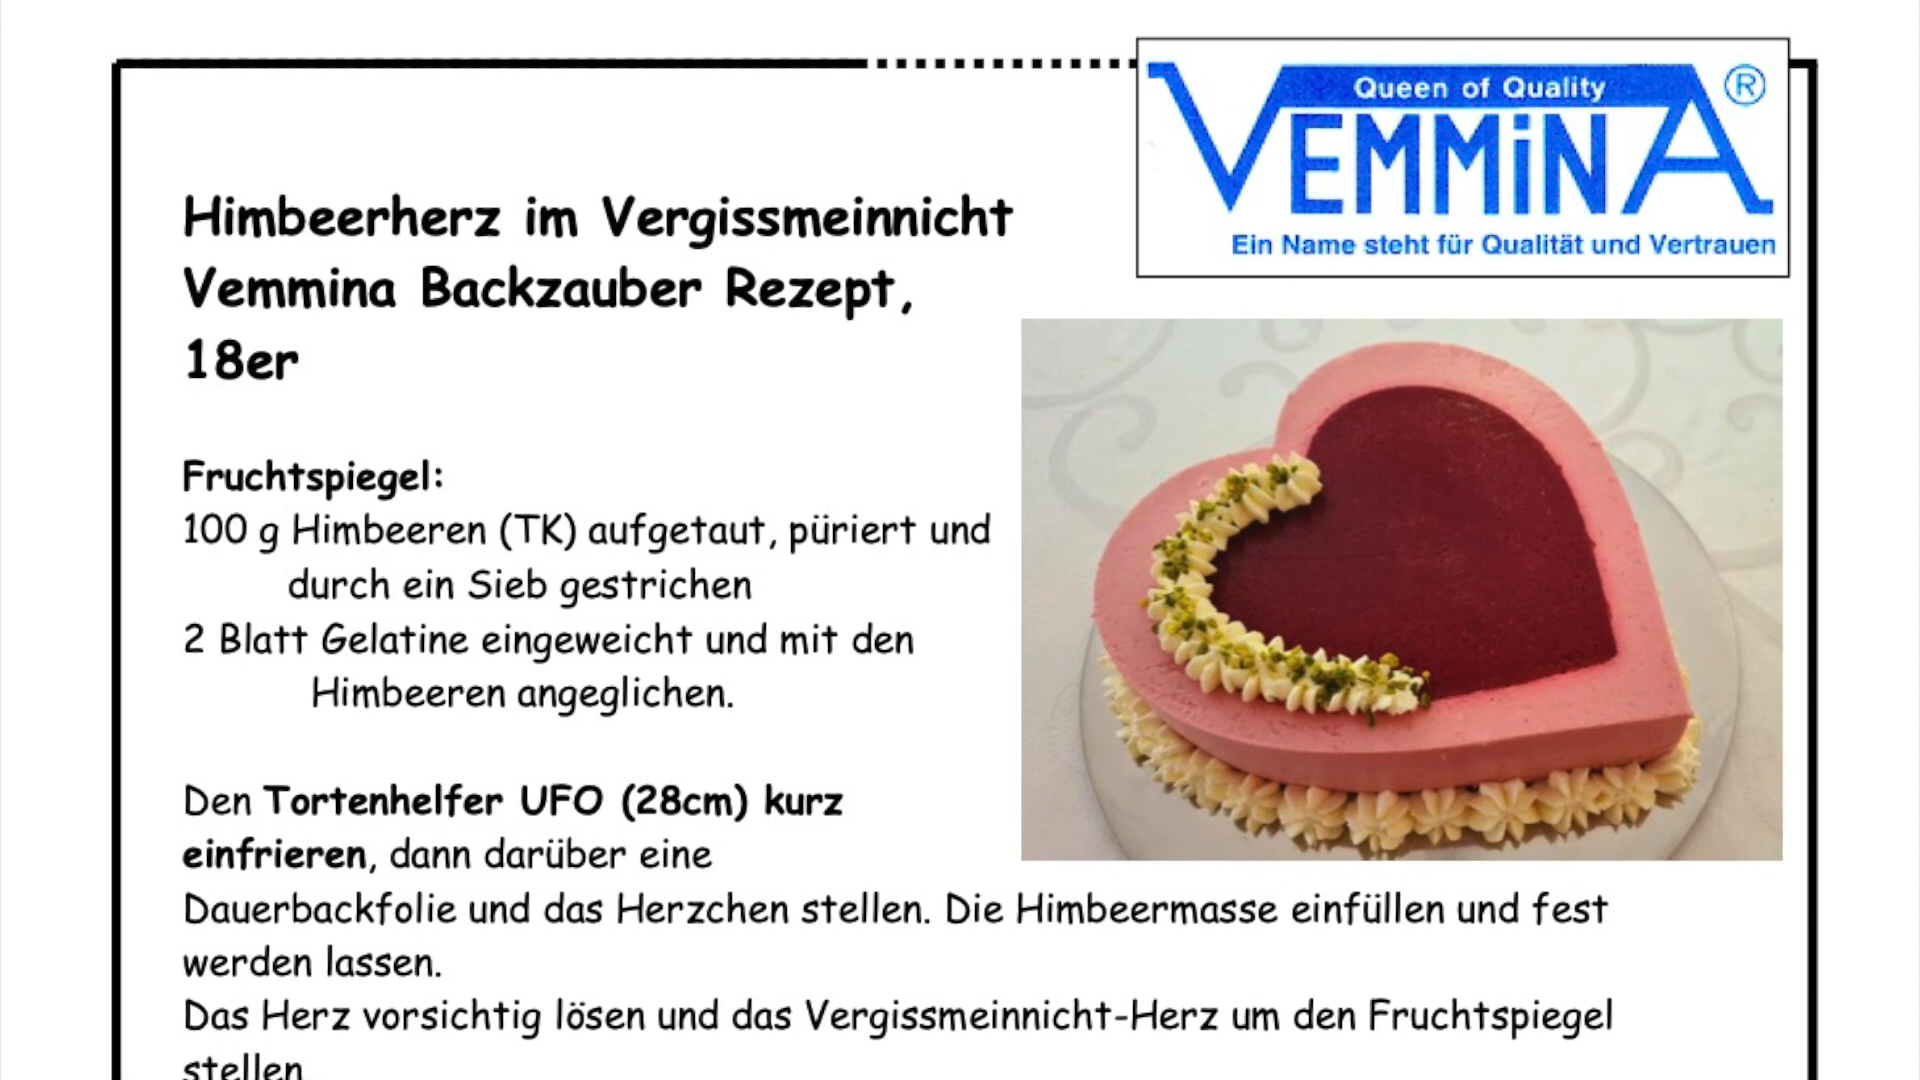 Queen of Quality
VEMMiNA ®
Ein Name steht für Qualität und Vertrauen
Himbeerherz im Vergissmeinnicht
Vemmina Backzauber Rezept,
18er
Fruchtspiegel:
100 g Himbeeren (TK) aufgetaut, püriert und
durch ein Sieb gestrichen
2 Blatt Gelatine eingeweicht und mit den
Himbeeren angeglichen.
Den Tortenhelfer UFO (28cm) kurz
einfrieren, dann darüber eine
Dauerbackfolie und das Herzchen stellen. Die Himbeermasse einfüllen und fest
werden lassen.
Das Herz vorsichtig lösen und das Vergissmeinnicht-Herz um den Fruchtspiegel
stellen.